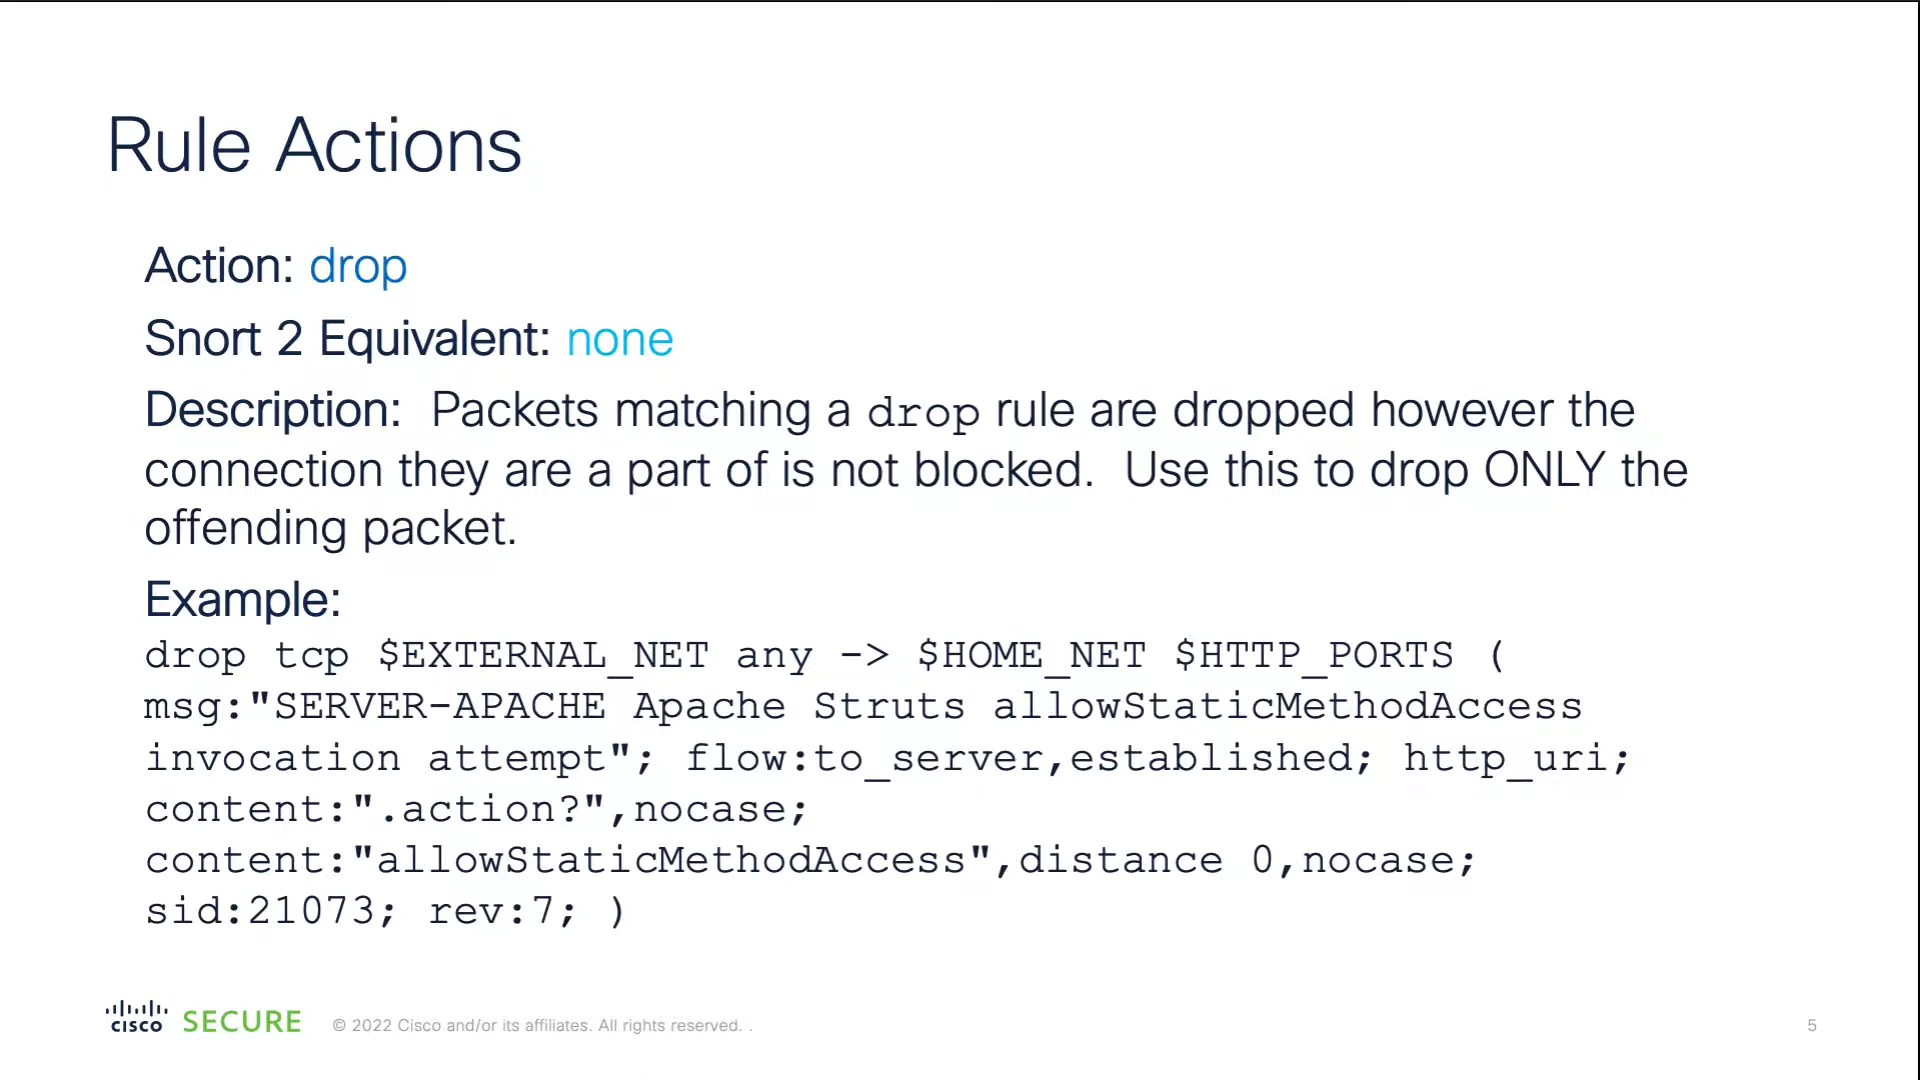 Rule Actions
Action: drop
Snort 2 Equivalent: none
Description:  Packets matching a drop rule are dropped however the
connection they are a part of is not blocked.  Use this to drop ONLY the
offending packet.
Example:
drop tcp $EXTERNAL_NET any -> $HOME_NET $HTTP_PORTS (
msg:"SERVER-APACHE Apache Struts allowStaticMethodAccess
invocation attempt"; flow:to_server,established; http_uri;
content:".action?",nocase;
content:"allowStaticMethodAccess",distance 0,nocase;
sid:21073; rev:7; )
CISCO SECURE © 2022 Cisco and/or its affiliates. All rights reserved. . 5